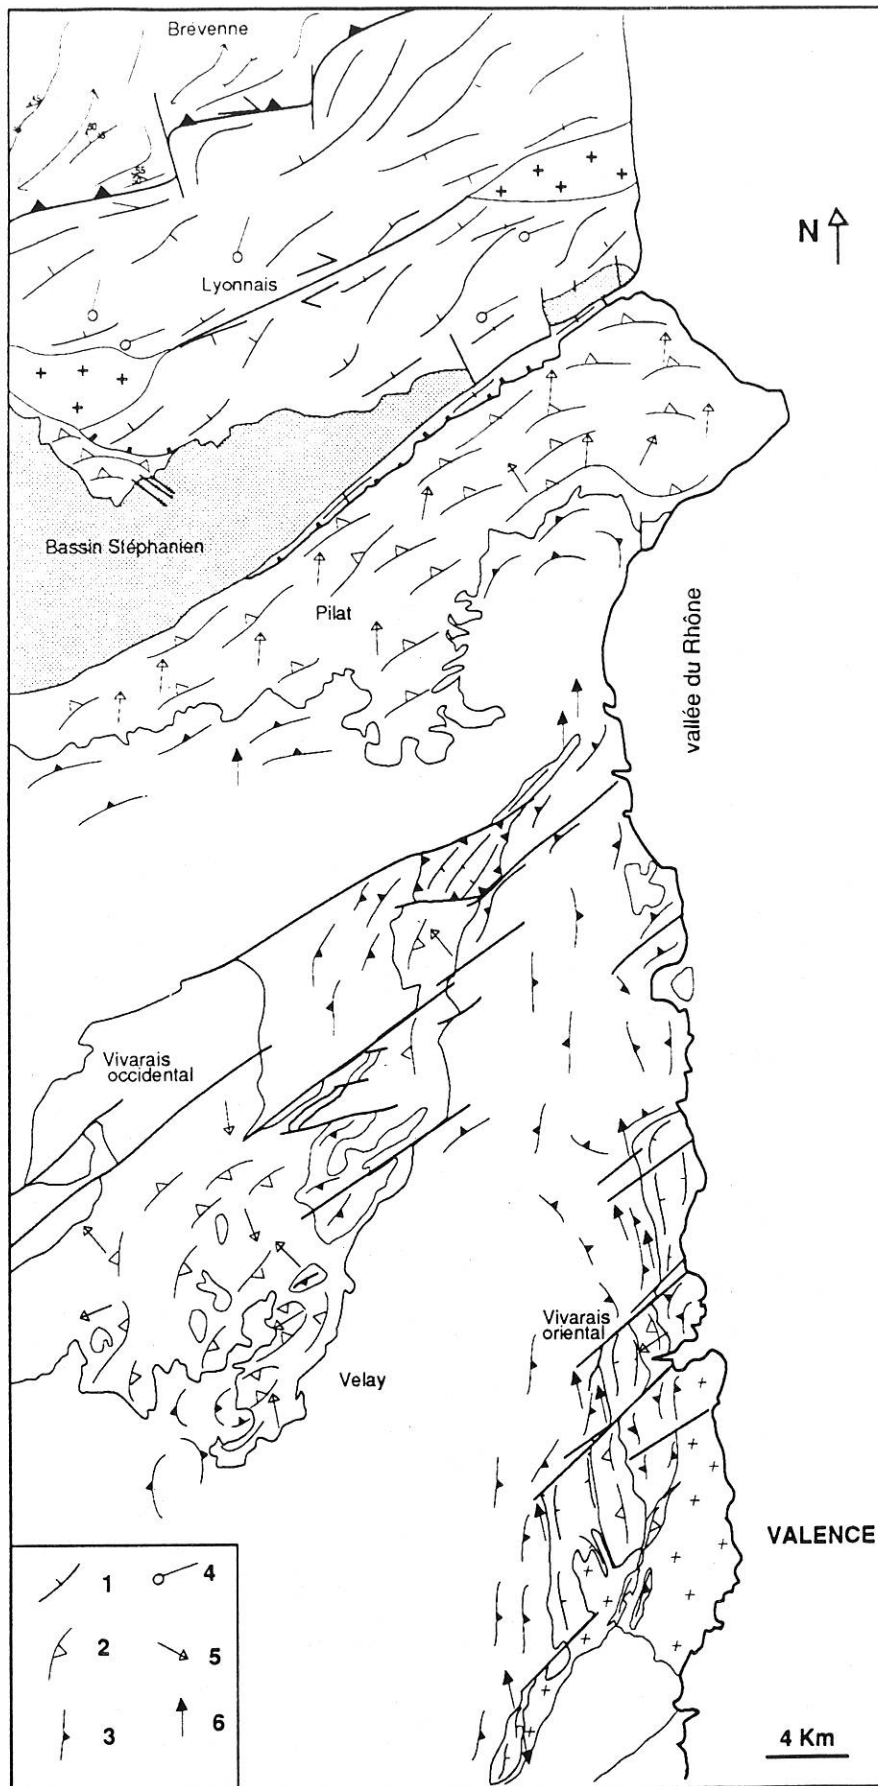 Brévenne
N
Lyonnais
Bassin Stéphanien
Pilat
vallée du Rhône
Vivarais
occidental
Vivarais
oriental
Velay
VALENCE
1
4
2
5
3
6
4 Km